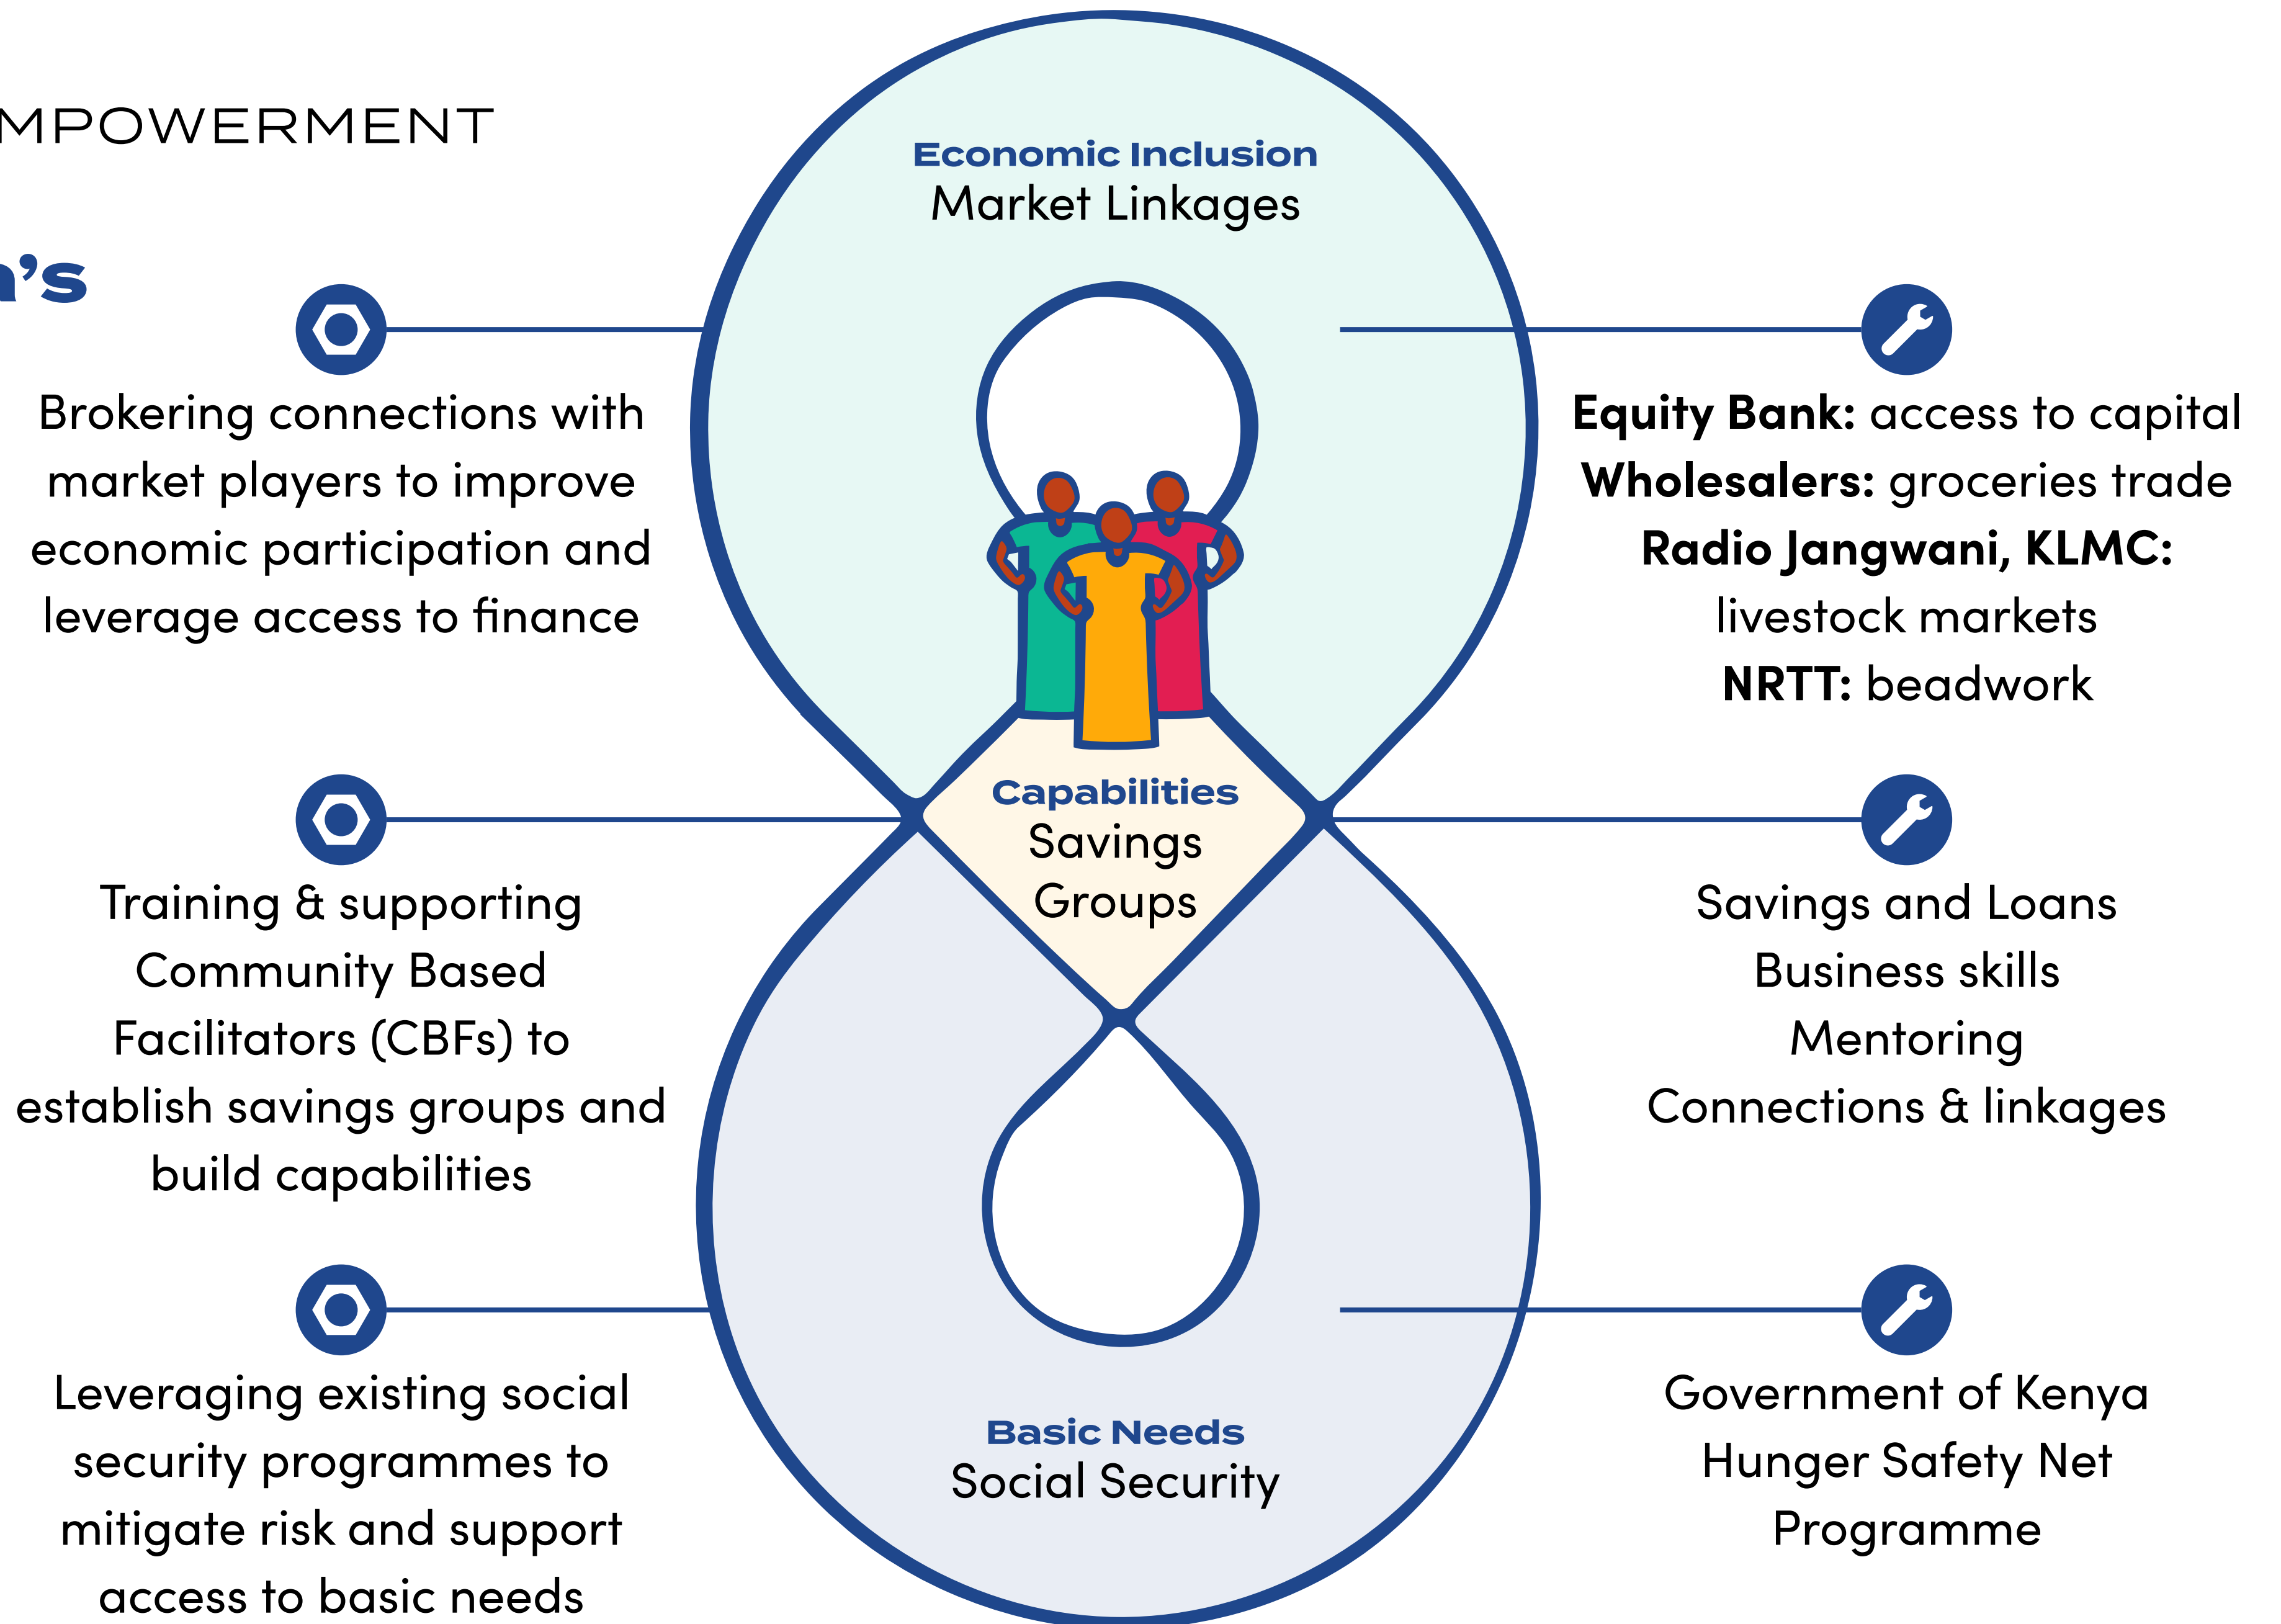 MPOWERMENT
a's
Economic Inclusion
Market Linkages
Brokering connections with
market players to improve
economic participation and
leverage access to finance
Equity Bank: access to capital
Wholesalers: groceries trade
Radio Jangwani, KLMC:
livestock markets
NRTT: beadwork
Capabilities
Savings
Groups
Training & supporting
Community Based
Facilitators (CBFs) to
establish savings groups and
build capabilities
Savings and Loans
Business skills
Mentoring
Connections & linkages
Basic Needs
Social Security
Leveraging existing social
security programmes to
mitigate risk and support
access to basic needs
Government of Kenya
Hunger Safety Net
Programme